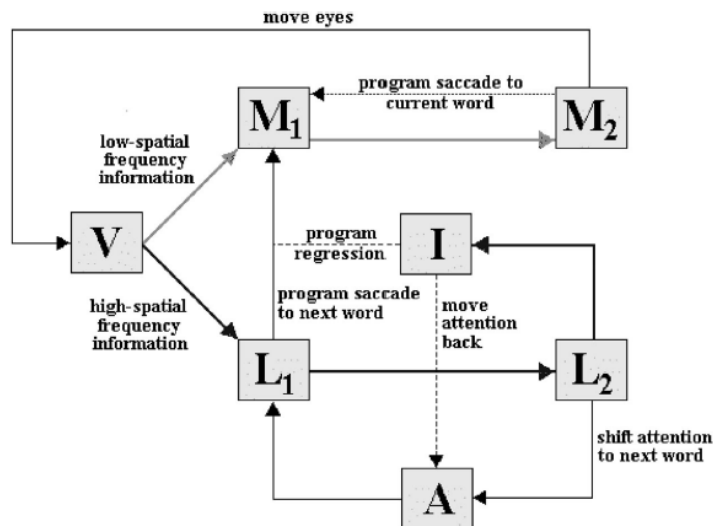 move eyes
program saccade to
current word
M1
M2
low-spatial
frequency
information
V
program
regression
I
high-spatial
frequency
information
program saccade
to next word
move
attention
back
L1
L2
shift attention
to next word
A